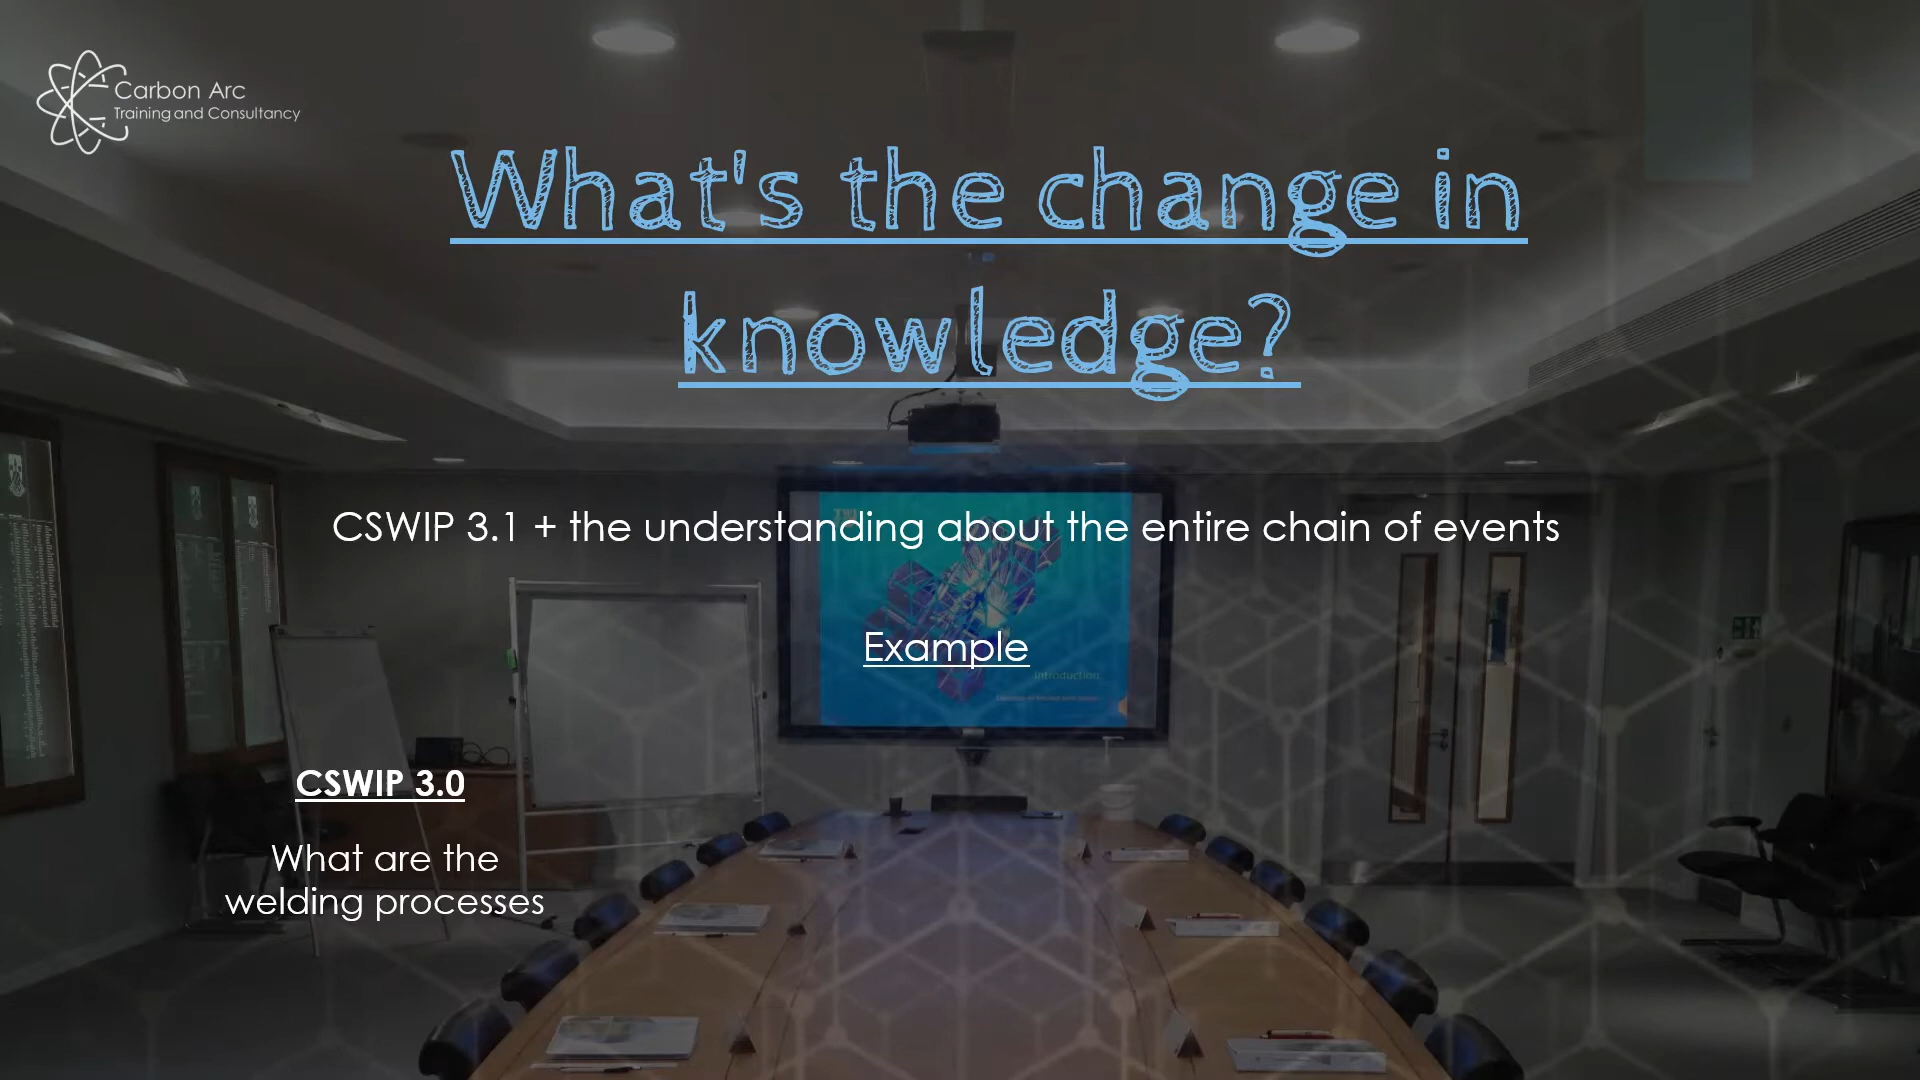 Carbon Arc
Training and Consultancy
What's the change in
knowledge?
CSWIP 3.1 + the understanding about the entire chain of events
Example
Introduction
CSWIP 3.0
What are the
welding processes